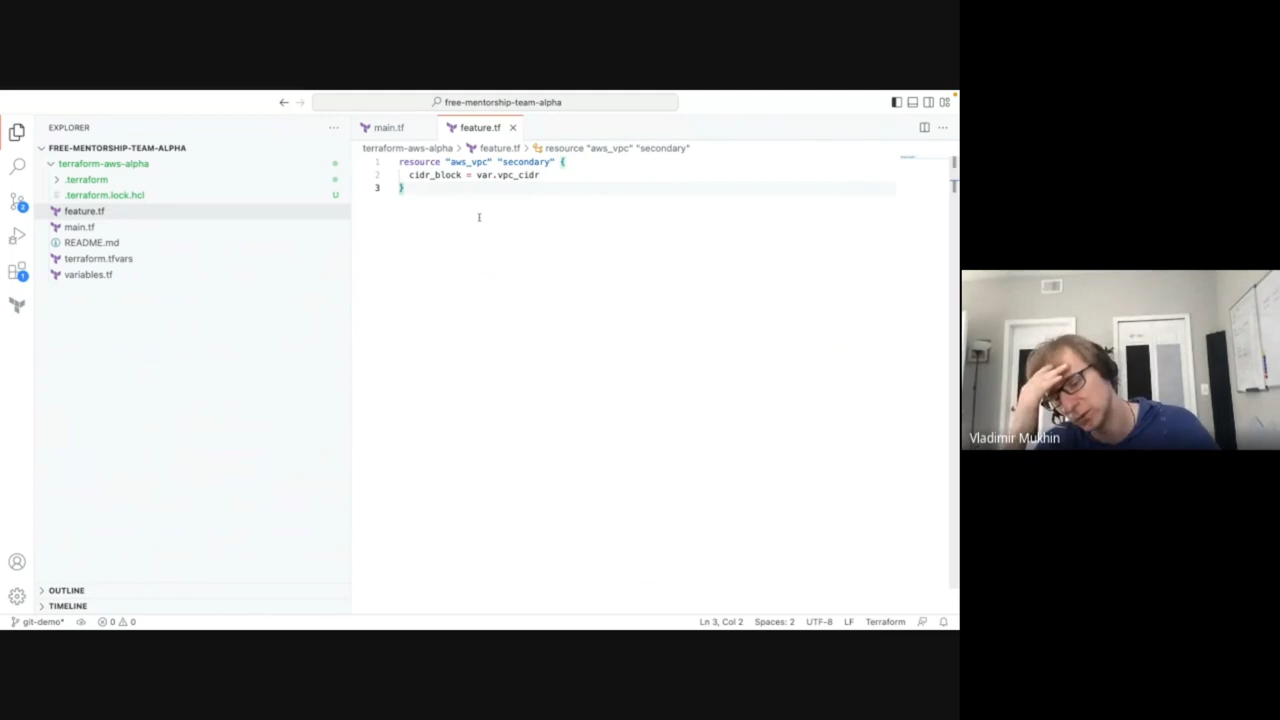 free-mentorship-team-alpha
EXPLORER
FREE-MENTORSHIP-TEAM-ALPHA
terraform-aws-alpha
.terraform
.terraform.lock.hcl
U
feature.tf
main.tf
README.md
terraform.tfvars
variables.tf
2
1
OUTLINE
TIMELINE
main.tf
feature.tf
terraform-aws-alpha > feature.tf > resource "aws_vpc" "secondary"
1 resource "aws_vpc" "secondary" {
2 cidr_block = var.vpc_cidr
3 }
git-demo* 0 0
Ln 3, Col 2 Spaces: 2 UTF-8 LF Terraform
Vladimir Mukhin